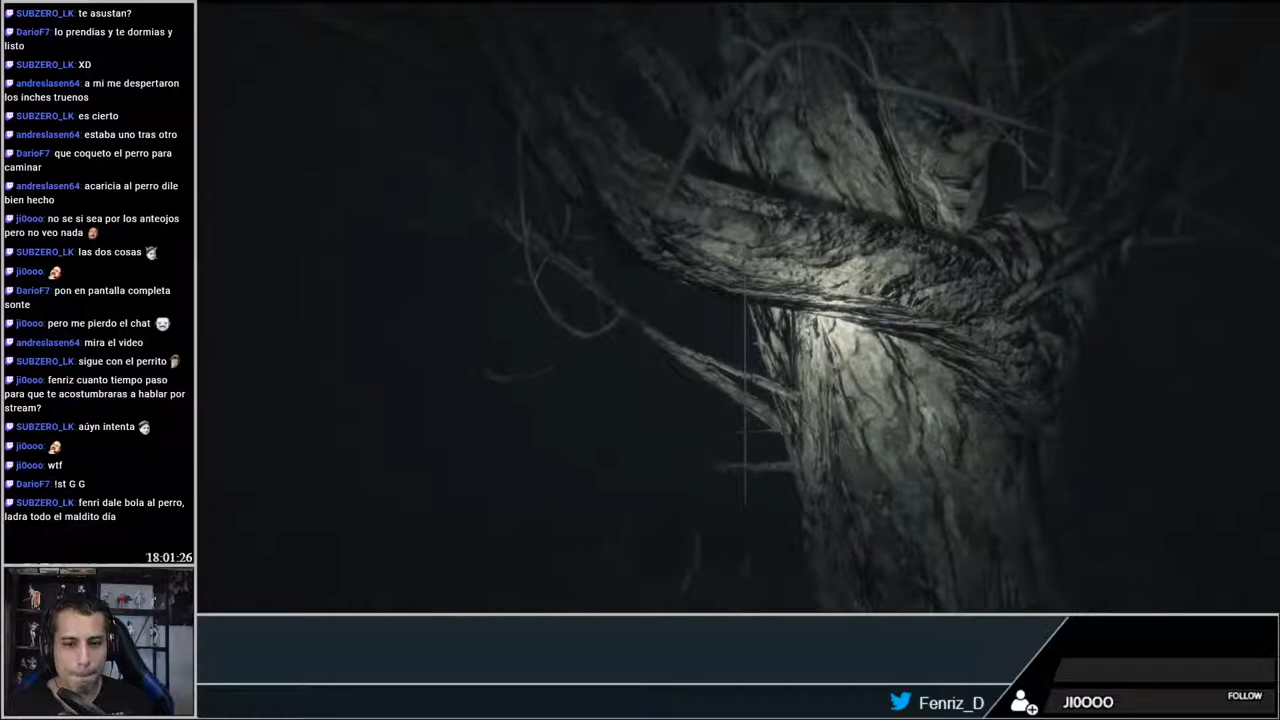 SUBZERO_LK: te asustan?
DarioF7: lo prendias y te dormias y
listo
SUBZERO_LK: XD
andreslasen64: a mi me despertaron
los inches truenos
SUBZERO_LK: es cierto
andreslasen64: estaba uno tras otro
DarioF7: que coqueto el perro para
caminar
andreslasen64: acaricia al perro dile
bien hecho
ji0ooo: no se si sea por los anteojos
pero no veo nada
SUBZERO_LK: las dos cosas
ji0ooo:
DarioF7: pon en pantalla completa
sonte
ji0ooo: pero me pierdo el chat
andreslasen64: mira el video
SUBZERO_LK: sigue con el perrito
ji0ooo: fenriz cuanto tiempo paso
para que te acostumbraras a hablar por
stream?
SUBZERO_LK: aúyn intenta
ji0ooo:
ji0ooo: wtf
DarioF7: !st G G
SUBZERO_LK: fenri dale bola al perro,
ladra todo el maldito día
18:01:26
Fenriz_D
JI0OOO
FOLLOW